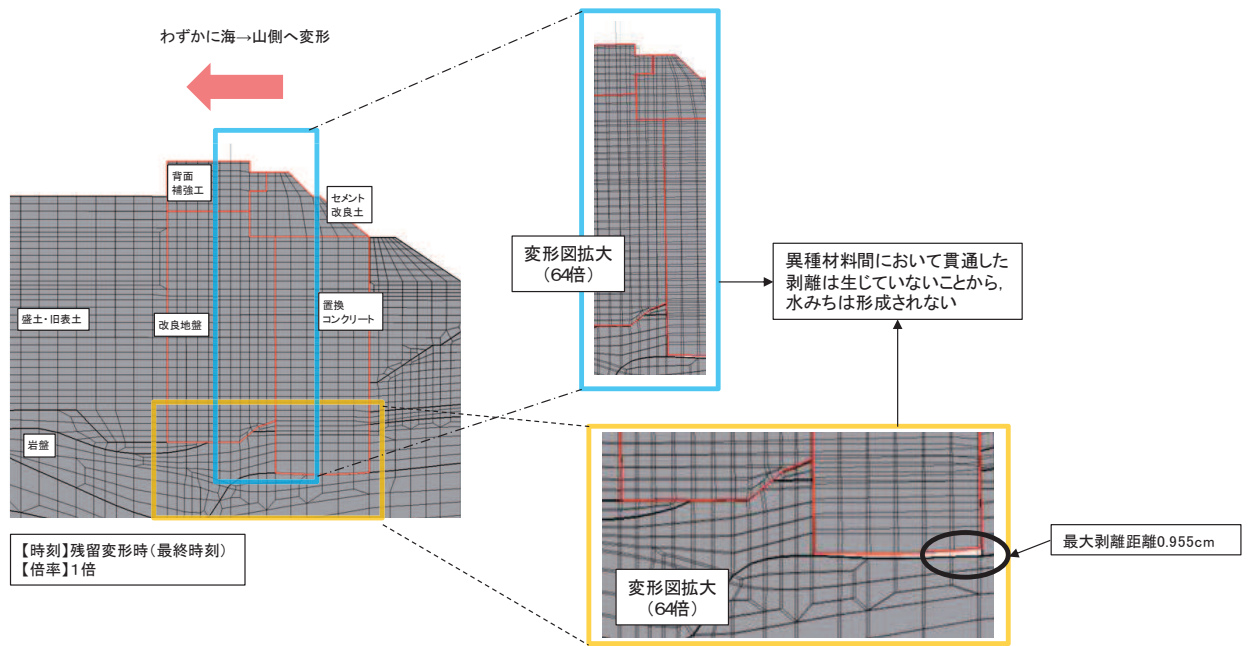 わずかに海→山側へ変形
背面
補強工
セメント
改良土
盛土・旧表土
改良地盤
置換
コンクリート
岩盤
【時刻】残留変形時(最終時刻)
【倍率】1倍
変形図拡大
(64倍)
異種材料間において貫通した
剥離は生じていないことから,
水みちは形成されない
変形図拡大
(64倍)
最大剥離距離0.955cm